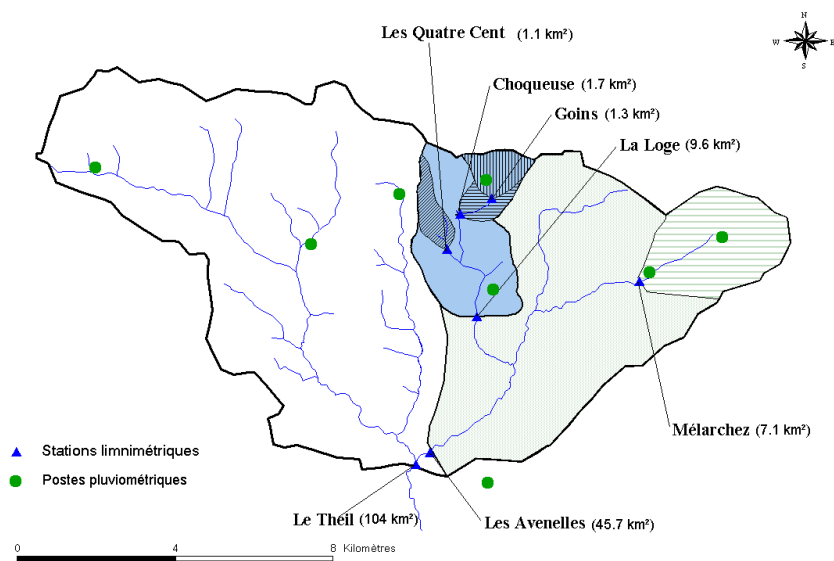 Les Quatre Cent (1.1 km²)
N
W E
S
Choqueuse (1.7 km²)
Goins (1.3 km²)
La Loge (9.6 km²)
Mélarchez (7.1 km²)
Stations limnimétriques
Postes pluviométriques
Le Theil (104 km²)
Les Avenelles (45.7 km²)
0 4 8 Kilomètres